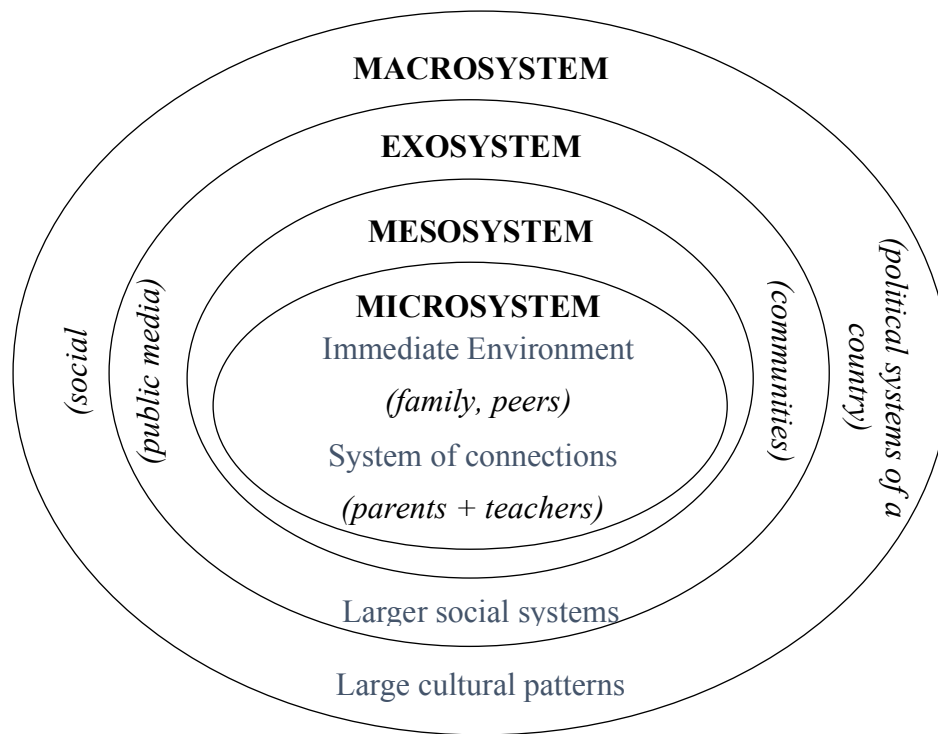 MACROSYSTEM
EXOSYSTEM
MESOSYSTEM
MICROSYSTEM
Immediate Environment
(family, peers)
System of connections
(parents + teachers)
(social
(public media)
(communities)
(political systems of a
country)
Larger social systems
Large cultural patterns